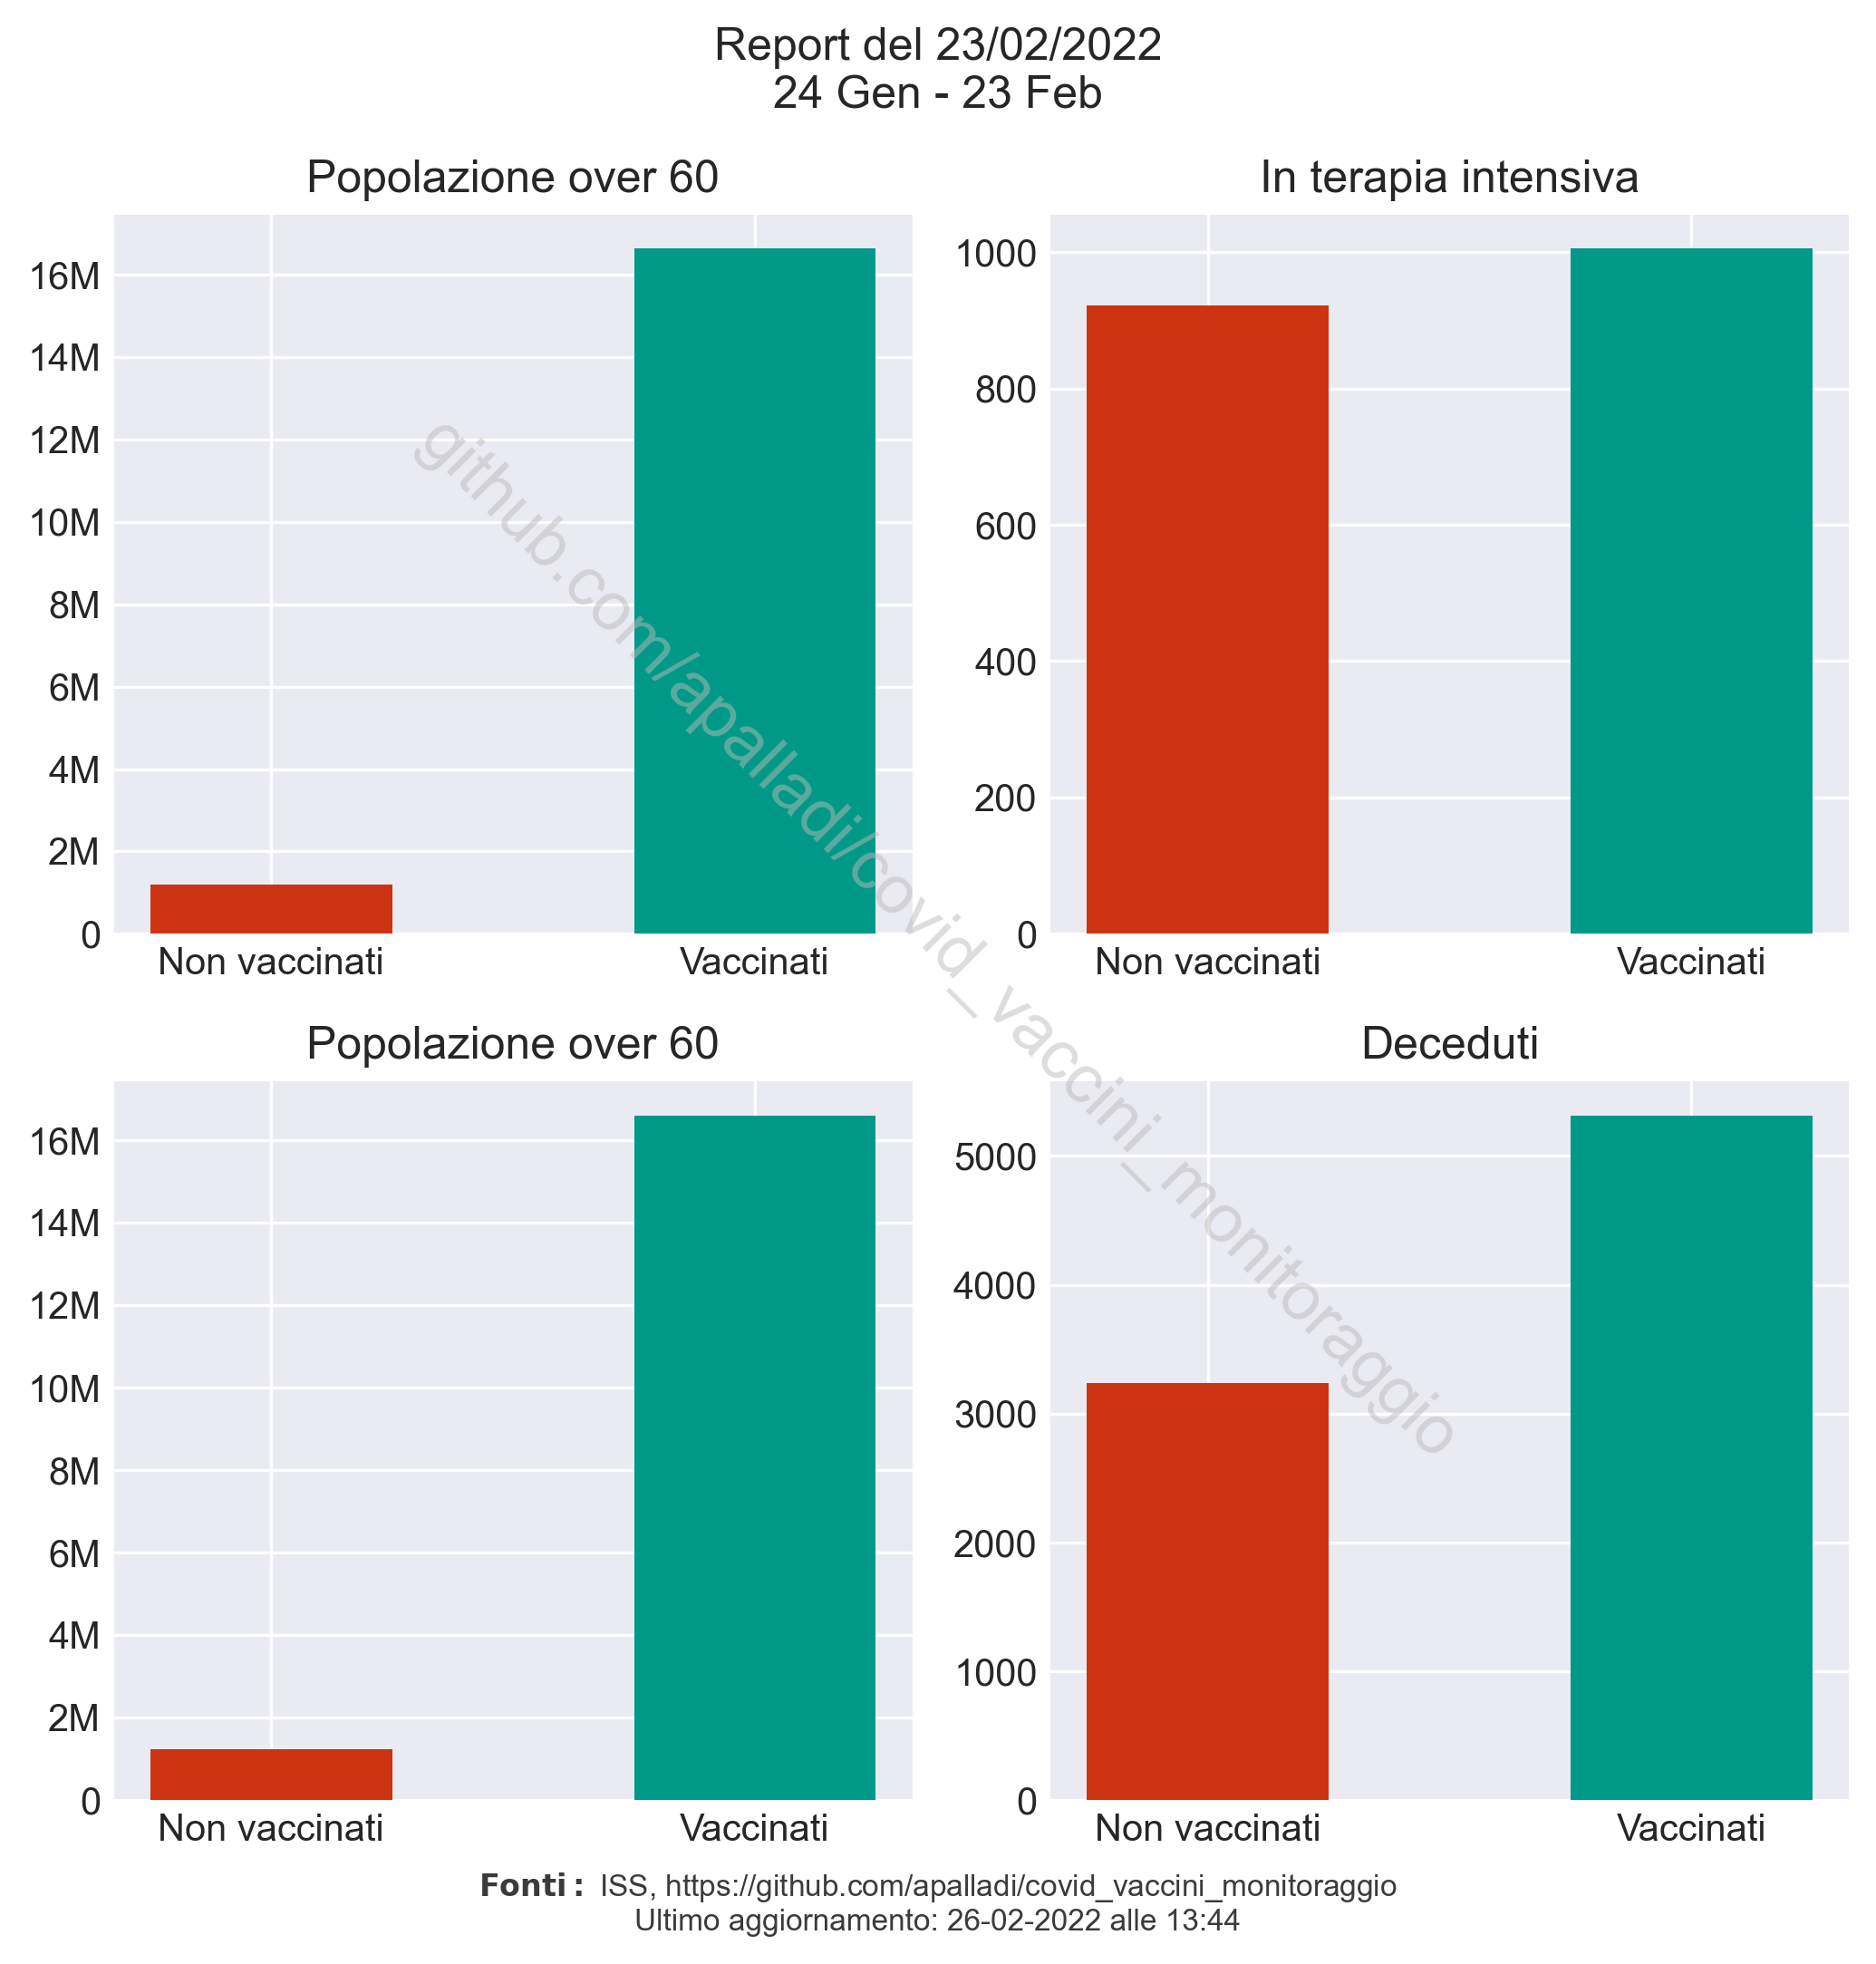 Report del 23/02/2022
24 Gen - 23 Feb
Popolazione over 60
16M
14M
12M
10M
8M
6M
4M
2M
0
Non vaccinati
Vaccinati
In terapia intensiva
1000
800
600
400
200
0
Non vaccinati
Vaccinati
Popolazione over 60
16M
14M
12M
10M
8M
6M
4M
2M
0
Non vaccinati
Vaccinati
Deceduti
5000
4000
3000
2000
1000
0
Non vaccinati
Vaccinati
github.com/apalladi/covid_vaccini_monitoraggio
Fonti: ISS, https://github.com/apalladi/covid_vaccini_monitoraggio
Ultimo aggiornamento: 26-02-2022 alle 13:44